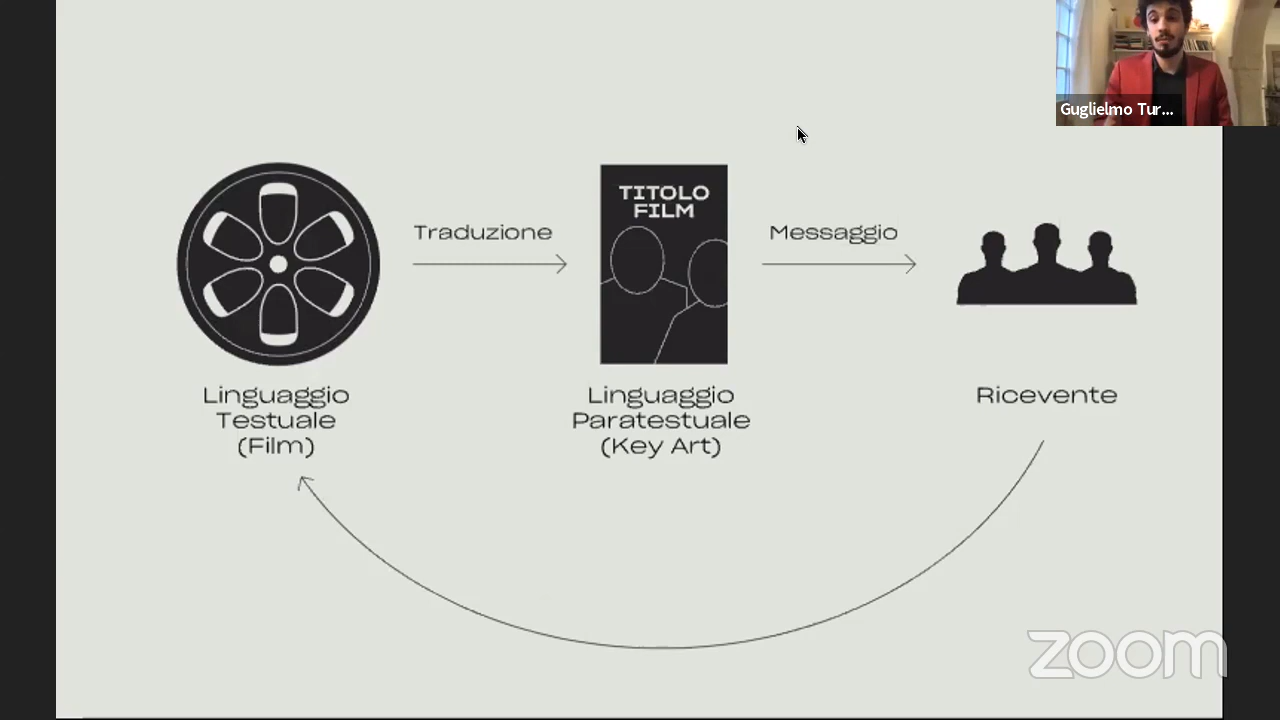 Guglielmo Tur...
TITOLO
FILM
Traduzione
Messaggio
Linguaggio
Testuale
(Film)
Linguaggio
Paratestuale
(Key Art)
Ricevente
zoom